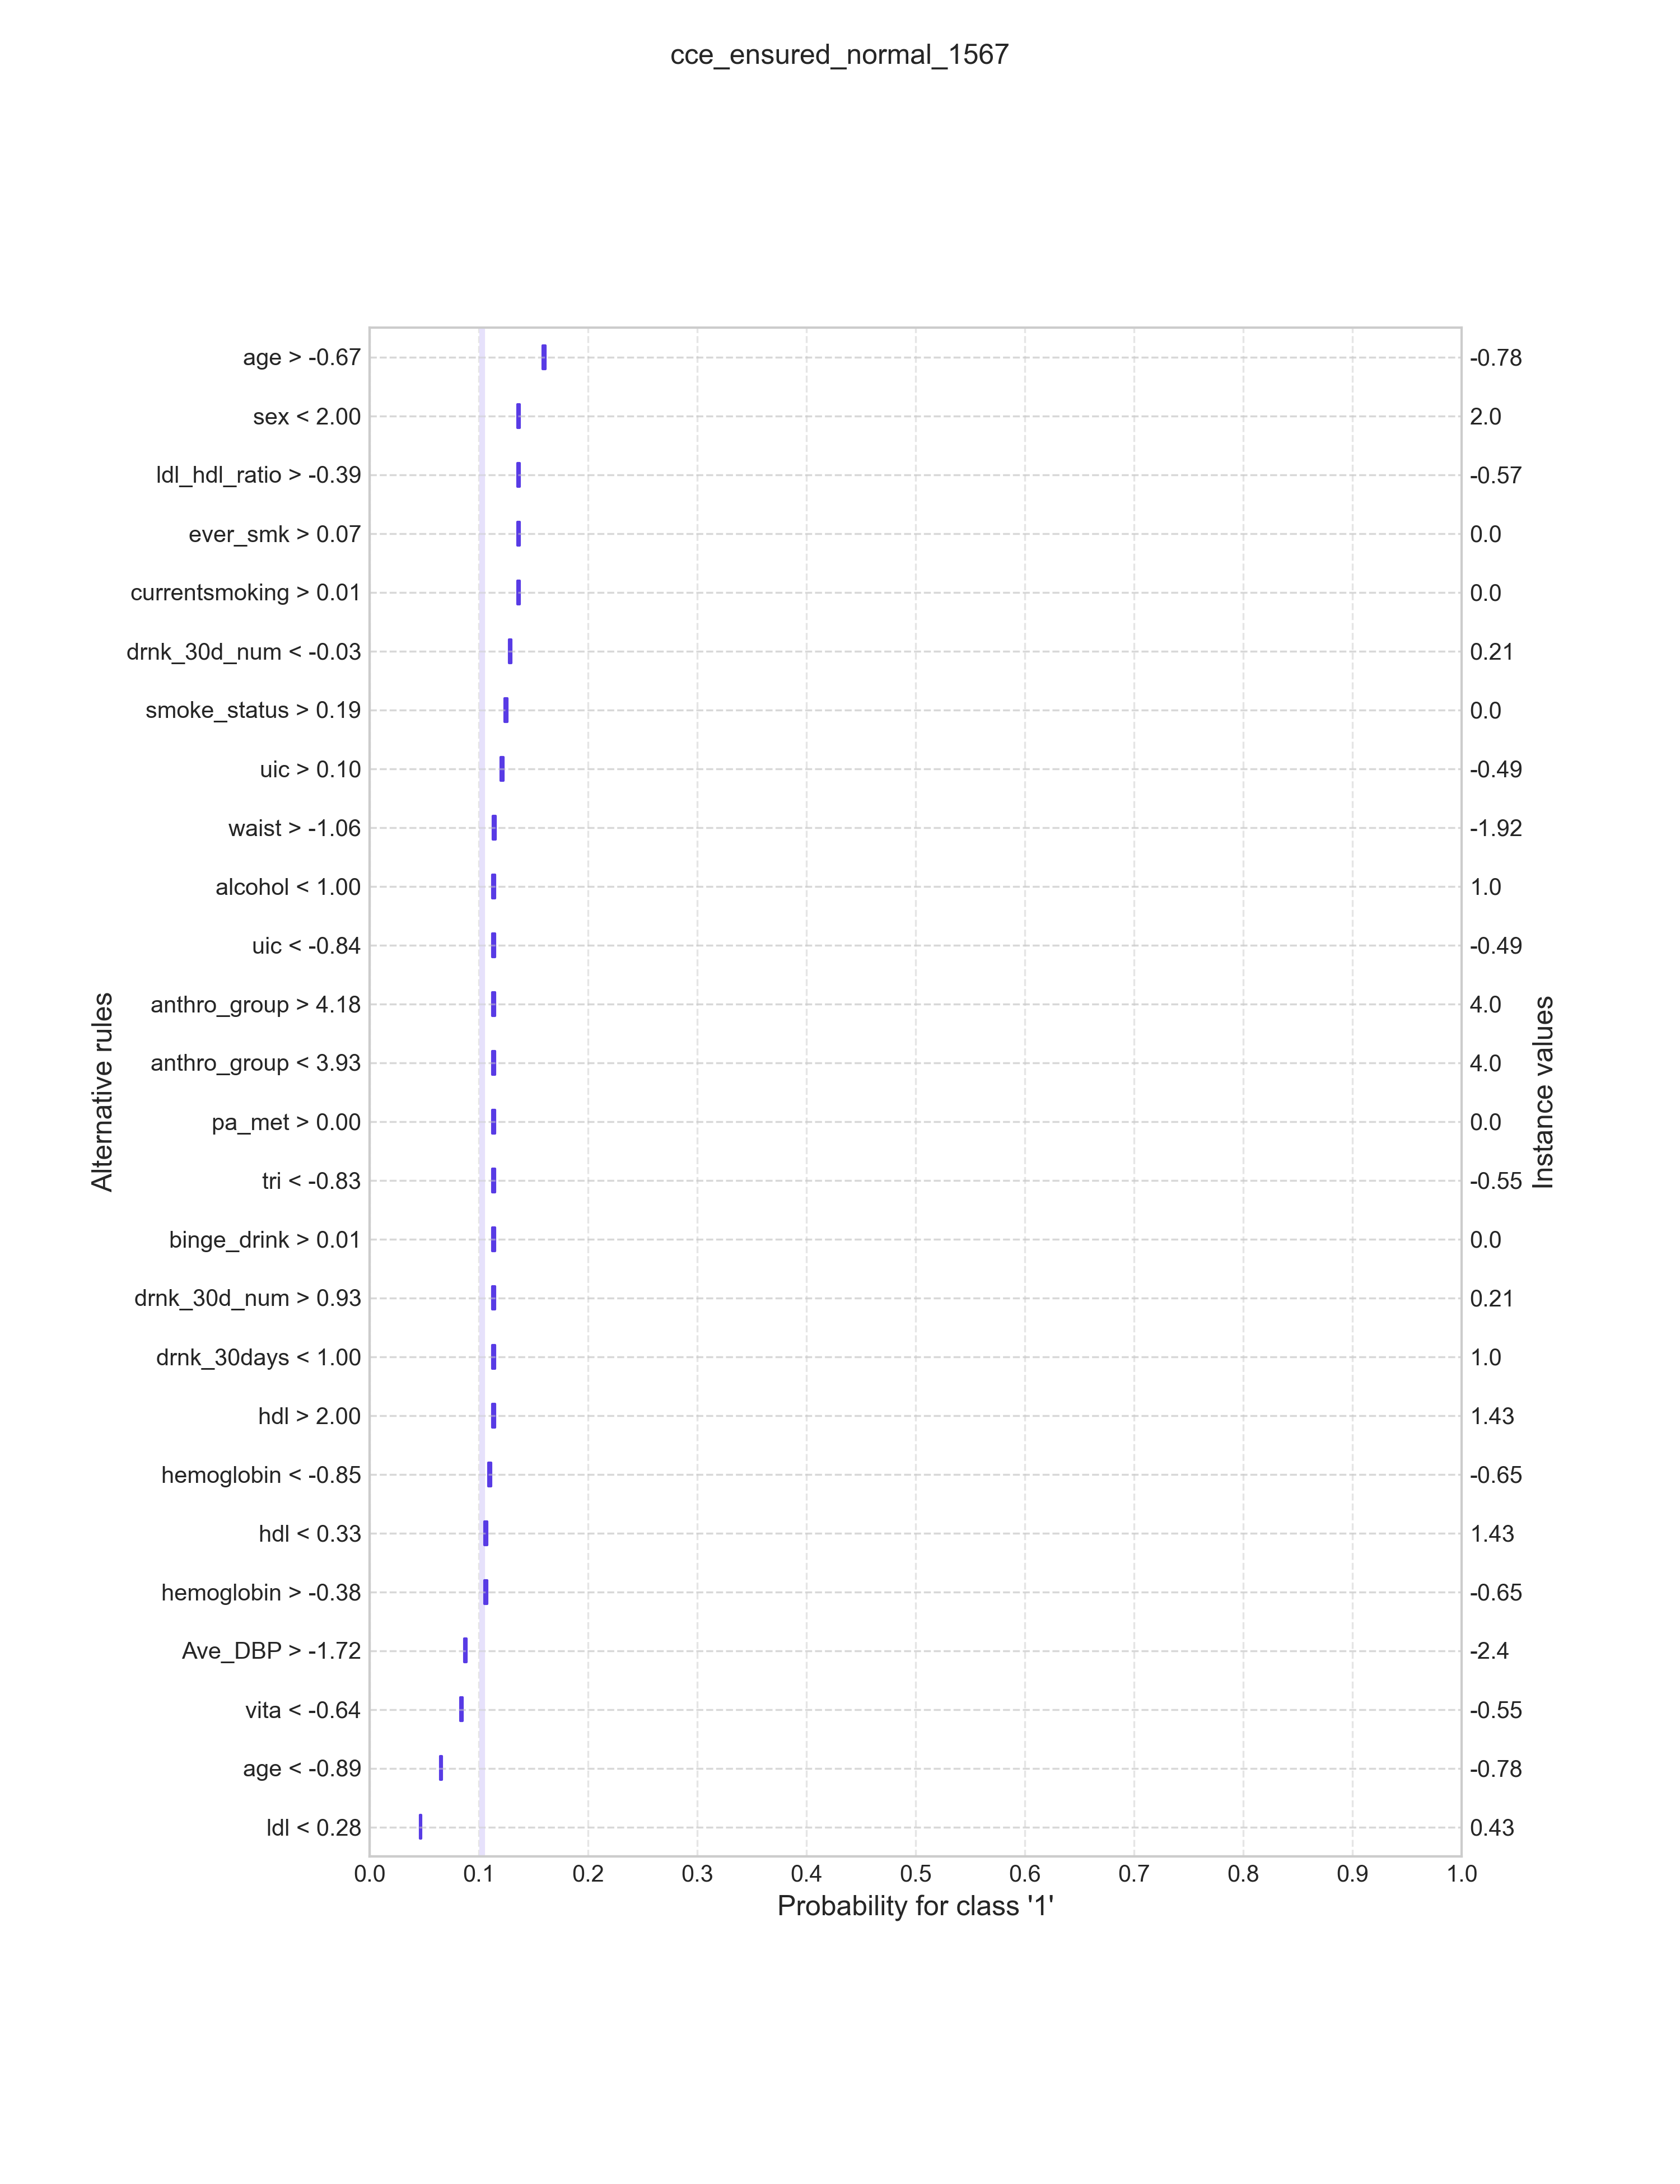 cce_ensured_normal_1567
age > -0.67 -0.78
sex < 2.00 2.0
ldl_hdl_ratio > -0.39 -0.57
ever_smk > 0.07 0.0
currentsmoking > 0.01 0.0
drnk_30d_num < -0.03 0.21
smoke_status > 0.19 0.0
uic > 0.10 -0.49
waist > -1.06 -1.92
alcohol < 1.00 1.0
uic < -0.84 -0.49
anthro_group > 4.18 4.0
anthro_group < 3.93 4.0
pa_met > 0.00 0.0
tri < -0.83 -0.55
binge_drink > 0.01 0.0
drnk_30d_num > 0.93 0.21
drnk_30days < 1.00 1.0
hdl > 2.00 1.43
hemoglobin < -0.85 -0.65
hdl < 0.33 1.43
hemoglobin > -0.38 -0.65
Ave_DBP > -1.72 -2.4
vita < -0.64 -0.55
age < -0.89 -0.78
ldl < 0.28 0.43
Alternative rules
Instance values
0.0 0.1 0.2 0.3 0.4 0.5 0.6 0.7 0.8 0.9 1.0
Probability for class '1'